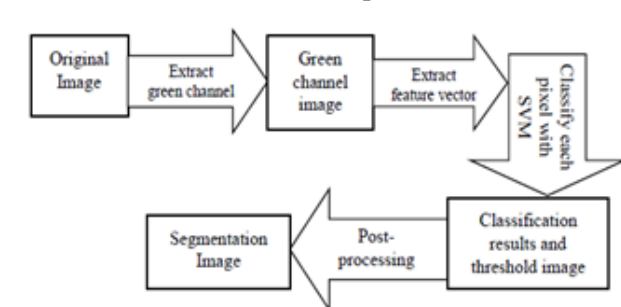 Original
Image
Extract
green channel
Green
channel
image
Extract
feature vector
Classify each
pixel with
SVM
Classification
results and
threshold image
Post-
processing
Segmentation
Image